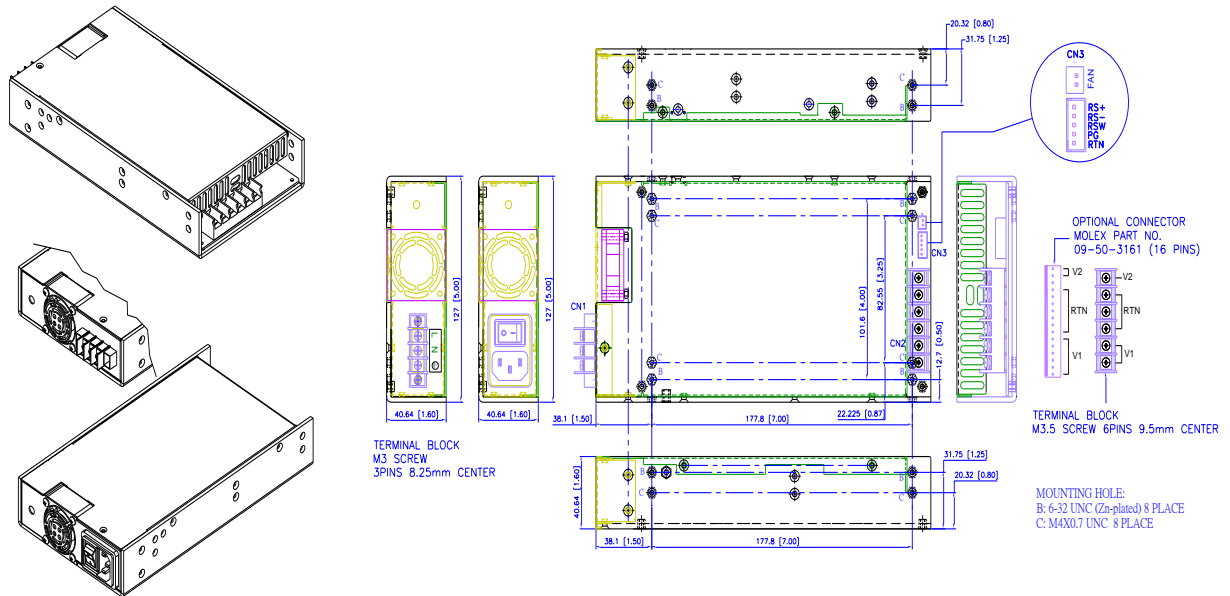 20.32 [0.80]
31.75 [1.25]
C
B
C
B
CN3
FAN
RS+
RS-
RSW
PG
RTN
127 [5.00]
L
N
G
40.64 [1.60]
127 [5.00]
40.64 [1.60]
TERMINAL BLOCK
M3 SCREW
3PINS 8.25mm CENTER
CN1
B
C
B
C
CN3
101.6 [4.00]
82.55 [3.25]
CN2
12.7 [0.50]
C
B
C
B
38.1 [1.50]
177.8 [7.00]
22.225 [0.87]
OPTIONAL CONNECTOR
MOLEX PART NO.
09-50-3161 (16 PINS)
V2
RTN
V1
V2
RTN
V1
TERMINAL BLOCK
M3.5 SCREW 6PINS 9.5mm CENTER
31.75 [1.25]
20.32 [0.80]
40.64 [1.60]
B
C
B
C
38.1 [1.50]
177.8 [7.00]
MOUNTING HOLE:
B: 6-32 UNC (Zn-plated) 8 PLACE
C: M4X0.7 UNC 8 PLACE